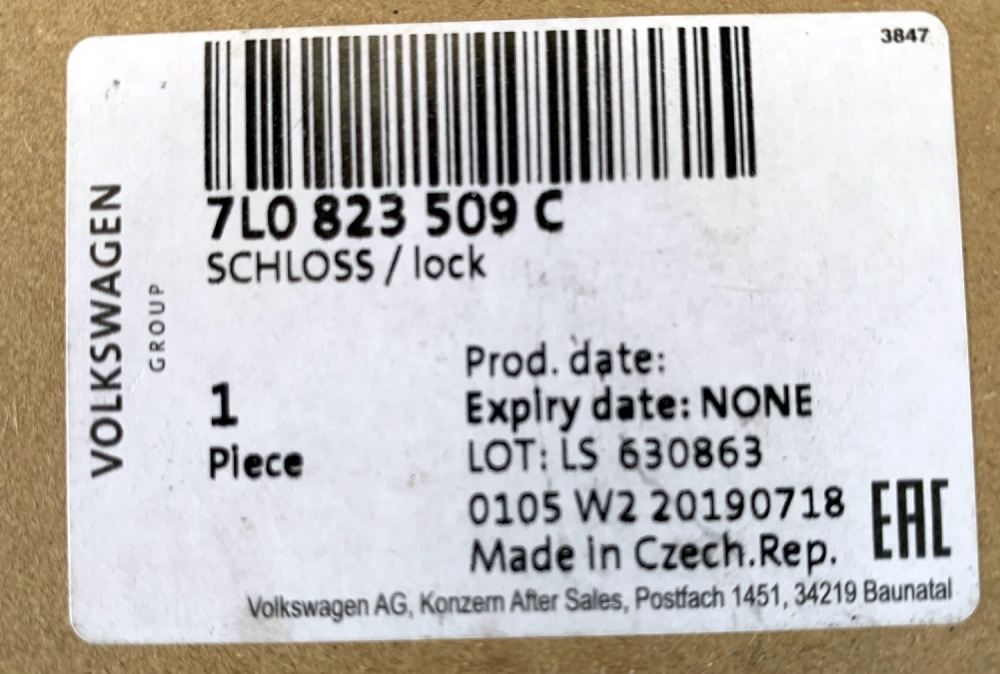 3847
VOLKSWAGEN
GROUP
7L0 823 509 C
SCHLOSS / lock
1
Piece
Prod. date:
Expiry date: NONE
LOT: LS 630863
0105 W2 20190718
Made in Czech.Rep.
EAC
Volkswagen AG, Konzern After Sales, Postfach 1451, 34219 Baunatal